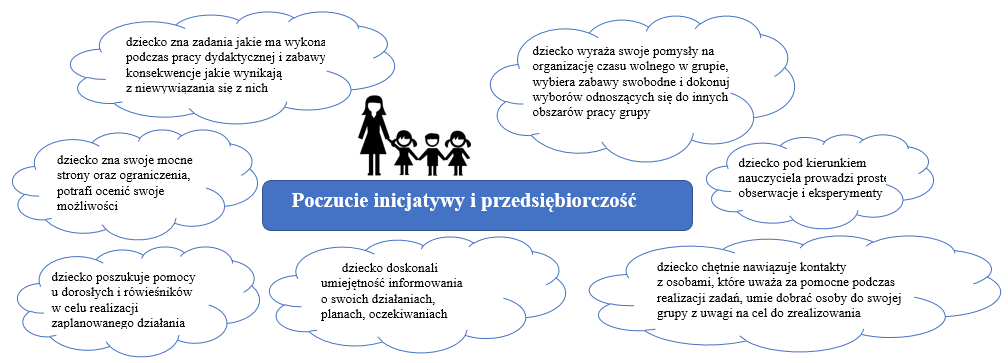 dziecko zna zadania jakie ma wykona
podczas pracy dydaktycznej i zabawy
konsekwencje jakie wynikają
z niewywiązania się z nich
dziecko wyraża swoje pomysły na
organizację czasu wolnego w grupie,
wybiera zabawy swobodne i dokonuj
wyborów odnoszących się do innych
obszarów pracy grupy
dziecko zna swoje mocne
strony oraz ograniczenia,
potrafi ocenić swoje
możliwości
dziecko pod kierunkiem
nauczyciela prowadzi proste
obserwacje i eksperymenty
Poczucie inicjatywy i przedsiębiorczość
dziecko poszukuje pomocy
u dorosłych i rówieśników
w celu realizacji
zaplanowanego działania
dziecko doskonali
umiejętność informowania
o swoich działaniach,
planach, oczekiwaniach
dziecko chętnie nawiązuje kontakty
z osobami, które uważa za pomocne podczas
realizacji zadań, umie dobrać osoby do swojej
grupy z uwagi na cel do zrealizowania